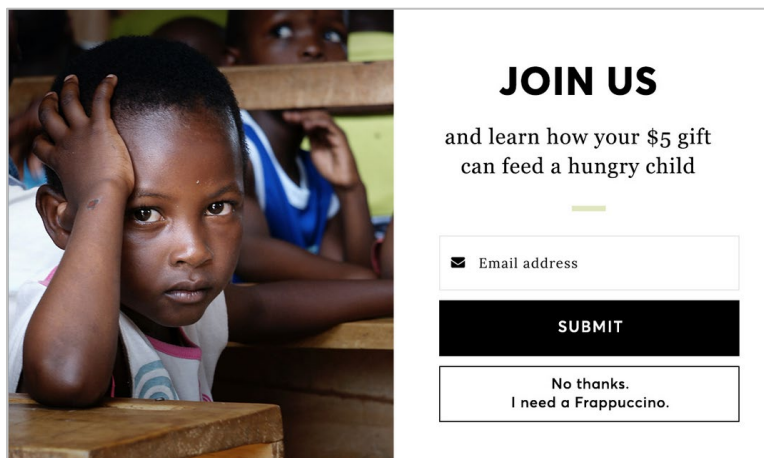 JOIN US
and learn how your $5 gift
can feed a hungry child
Email address
SUBMIT
No thanks.
I need a Frappuccino.